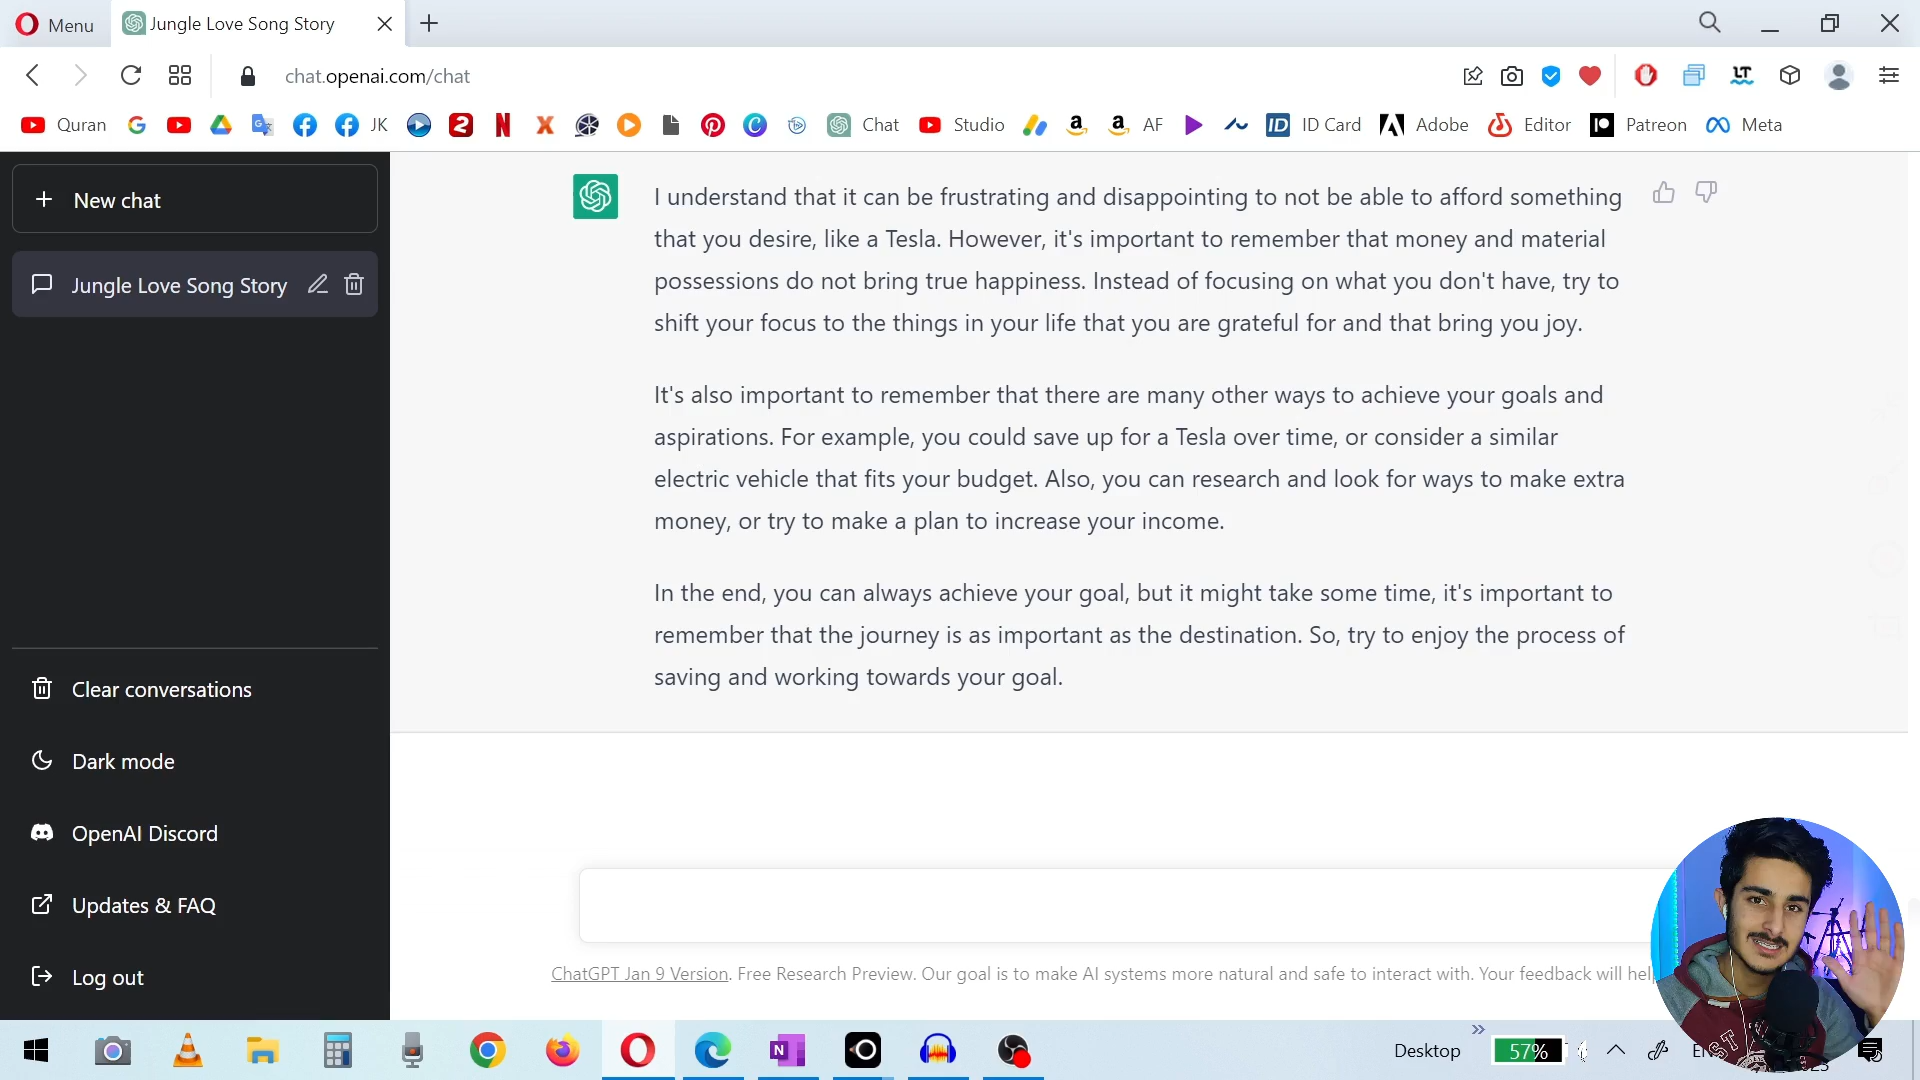 Menu
Jungle Love Song Story
chat.openai.com/chat
Quran
JK
Chat
Studio
AF
ID Card
Adobe
Editor
Patreon
Meta
New chat
Jungle Love Song Story
Clear conversations
Dark mode
OpenAI Discord
Updates & FAQ
Log out
I understand that it can be frustrating and disappointing to not be able to afford something
that you desire, like a Tesla. However, it's important to remember that money and material
possessions do not bring true happiness. Instead of focusing on what you don't have, try to
shift your focus to the things in your life that you are grateful for and that bring you joy.
It's also important to remember that there are many other ways to achieve your goals and
aspirations. For example, you could save up for a Tesla over time, or consider a similar
electric vehicle that fits your budget. Also, you can research and look for ways to make extra
money, or try to make a plan to increase your income.
In the end, you can always achieve your goal, but it might take some time, it's important to
remember that the journey is as important as the destination. So, try to enjoy the process of
saving and working towards your goal.
ChatGPT Jan 9 Version. Free Research Preview. Our goal is to make AI systems more natural and safe to interact with. Your feedback will
Desktop
57%